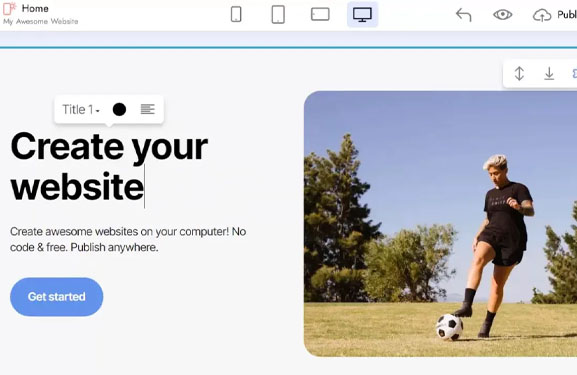 Home
My Awesome Website
Publ
Title 1
Create your
website
Create awesome websites on your computer! No
code & free. Publish anywhere.
Get started